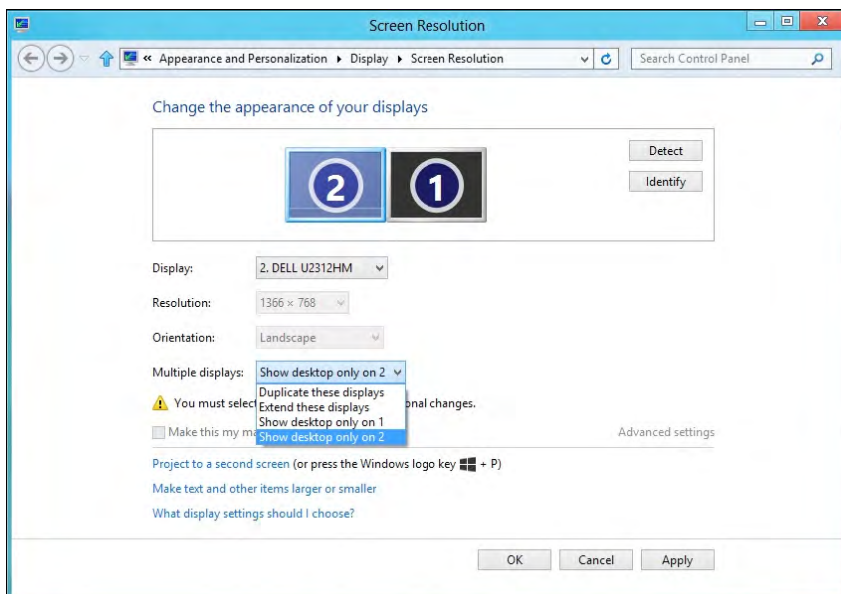 Screen Resolution
« Appearance and Personalization Display Screen Resolution Search Control Panel
Change the appearance of your displays
2 1
Detect
Identify
Display: 2. DELL U2312HM
Resolution: 1366 × 768
Orientation: Landscape
Multiple displays: Show desktop only on 2
Duplicate these displays
You must select onal changes.
Extend these displays
Show desktop only on 1
Make this my Advanced settings
Show desktop only on 2
Project to a second screen (or press the Windows logo key + P)
Make text and other items larger or smaller
What display settings should I choose?
OK Cancel Apply